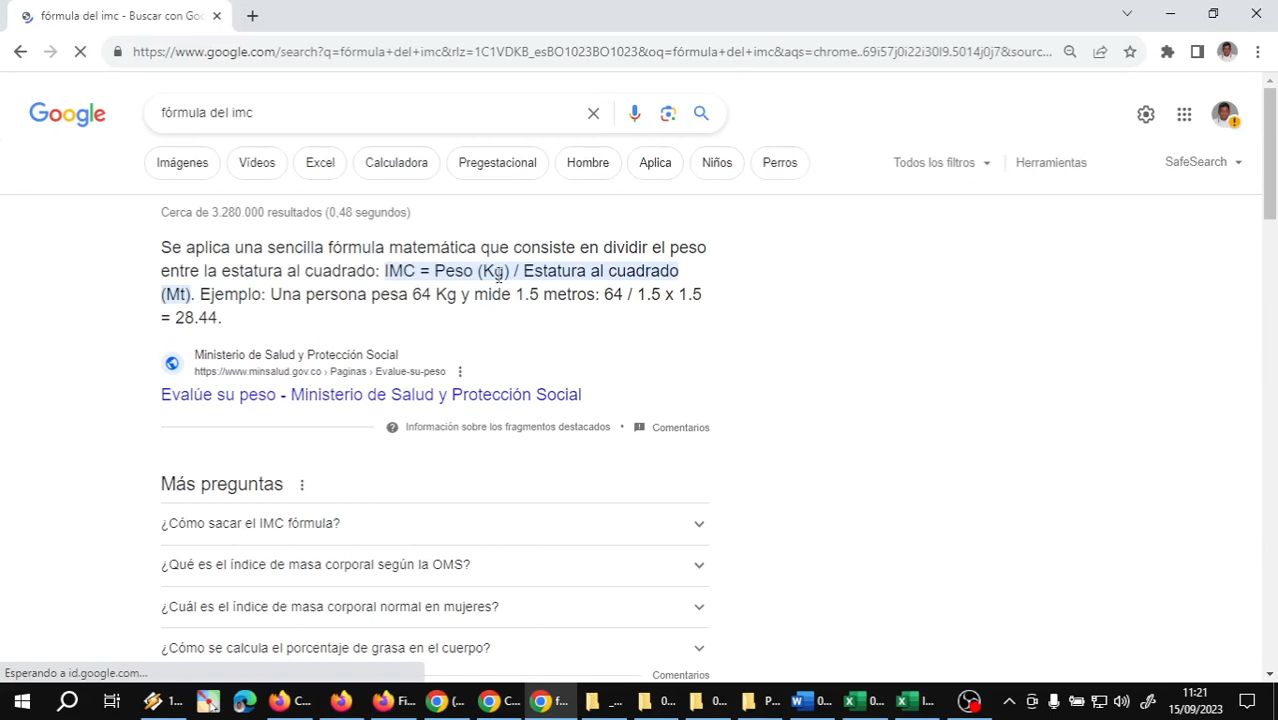 fórmula del imc - Buscar con Goo
https://www.google.com/search?q=fórmula+del+imc&rlz=1C1VDKB_esBO1023BO1023&oq=fórmula+del+imc&aqs=chrome..69i57j0i22i30l9.5014j0j7&sourc...
Google
fórmula del imc
Imágenes Vídeos Excel Calculadora Pregestacional Hombre Aplica Niños Perros Todos los filtros Herramientas SafeSearch
Cerca de 3.280.000 resultados (0,48 segundos)
Se aplica una sencilla fórmula matemática que consiste en dividir el peso
entre la estatura al cuadrado: IMC = Peso (Kg) / Estatura al cuadrado
(Mt). Ejemplo: Una persona pesa 64 Kg y mide 1.5 metros: 64 / 1.5 x 1.5
= 28.44.
Ministerio de Salud y Protección Social
https://www.minsalud.gov.co › Paginas › Evalue-su-peso
Evalúe su peso - Ministerio de Salud y Protección Social
Información sobre los fragmentos destacados • Comentarios
Más preguntas
¿Cómo sacar el IMC fórmula?
¿Qué es el índice de masa corporal según la OMS?
¿Cuál es el índice de masa corporal normal en mujeres?
¿Cómo se calcula el porcentaje de grasa en el cuerpo?
Comentarios
Esperando a id.google.com...
1... C... Fi... (... C... f... _... 0... 0... P... 0... 0... I...
11:21
15/09/2023